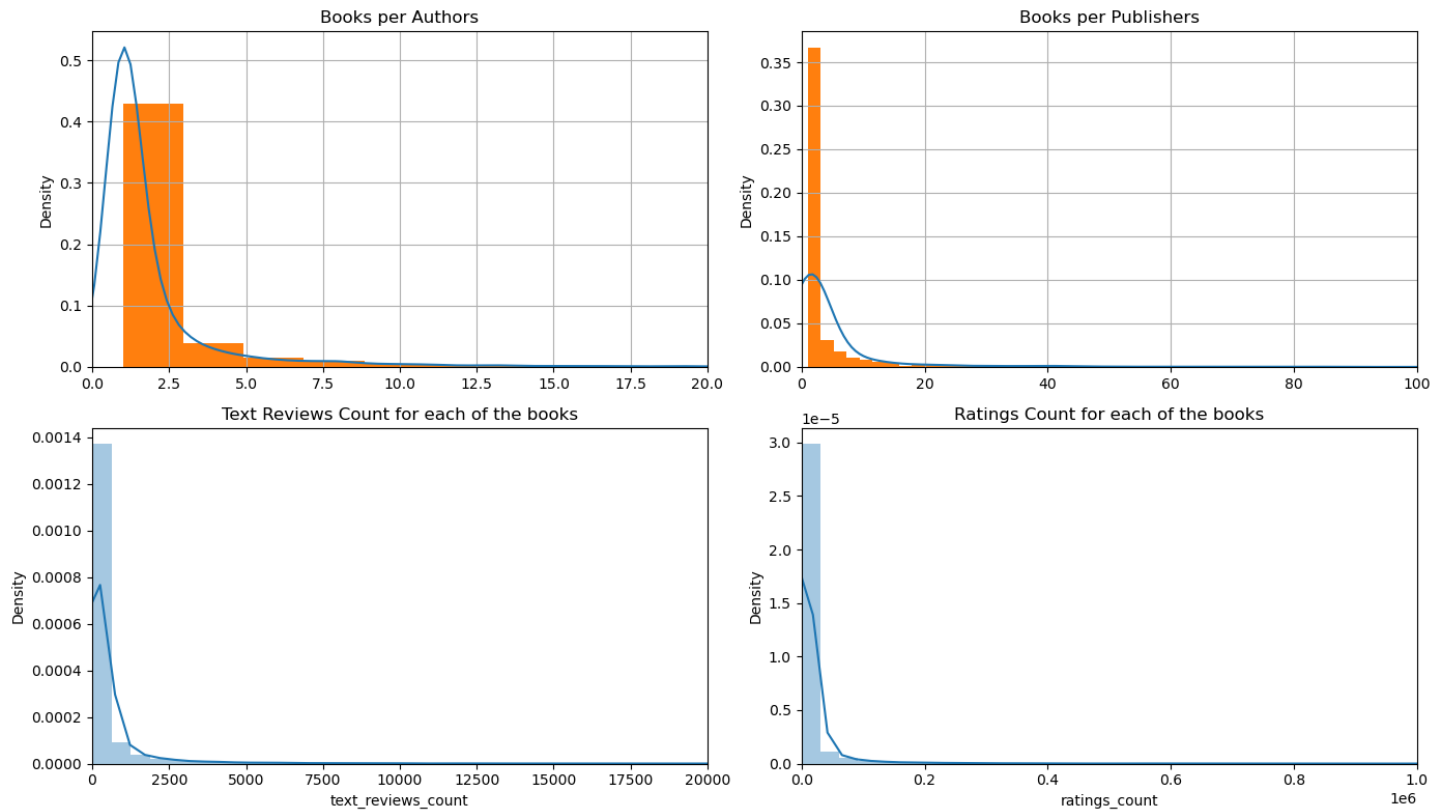 Books per Authors
Density
0.5
0.4
0.3
0.2
0.1
0.0
0.0 2.5 5.0 7.5 10.0 12.5 15.0 17.5 20.0
Books per Publishers
Density
0.35
0.30
0.25
0.20
0.15
0.10
0.05
0.00
0 20 40 60 80 100
Text Reviews Count for each of the books
Density
0.0014
0.0012
0.0010
0.0008
0.0006
0.0004
0.0002
0.0000
0 2500 5000 7500 10000 12500 15000 17500 20000
text_reviews_count
Ratings Count for each of the books
1e−5
Density
3.0
2.5
2.0
1.5
1.0
0.5
0.0
0.0 0.2 0.4 0.6 0.8 1.0
1e6
ratings_count